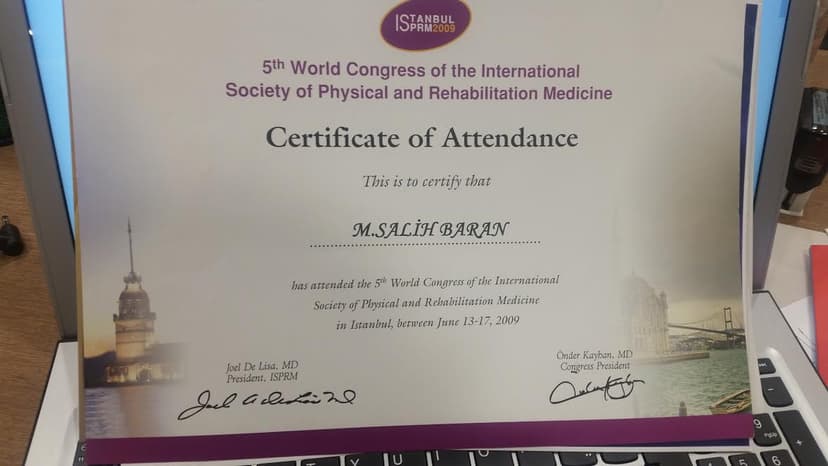 ISTANBUL
ISPRM2009
5th World Congress of the International
Society of Physical and Rehabilitation Medicine
Certificate of Attendance
This is to certify that
M.SALİH BARAN
has attended the 5th World Congress of the International
Society of Physical and Rehabilitation Medicine
in Istanbul, between June 13-17, 2009
Joel De Lisa, MD
President, ISPRM
Önder Kayhan, MD
Congress President